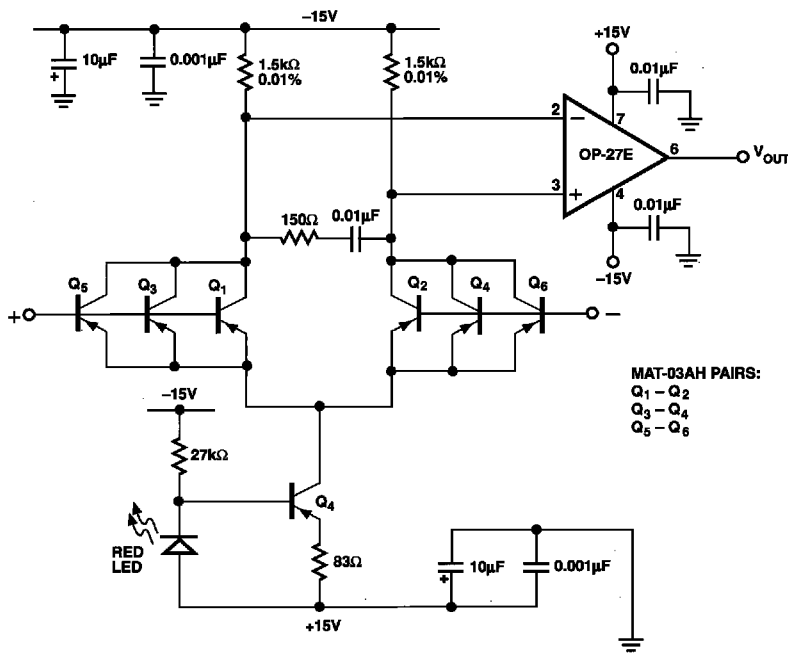 −15V
10µF
+
0.001µF
1.5kΩ
0.01%
1.5kΩ
0.01%
+15V
0.01µF
2
−
7
OP-27E
6
VOUT
3
+
4
0.01µF
−15V
150Ω
0.01µF
Q5
Q3
Q1
Q2
Q4
Q6
+
−
MAT-03AH PAIRS:
Q1 – Q2
Q3 – Q4
Q5 – Q6
−15V
27kΩ
Q4
RED
LED
83Ω
10µF
+
0.001µF
+15V